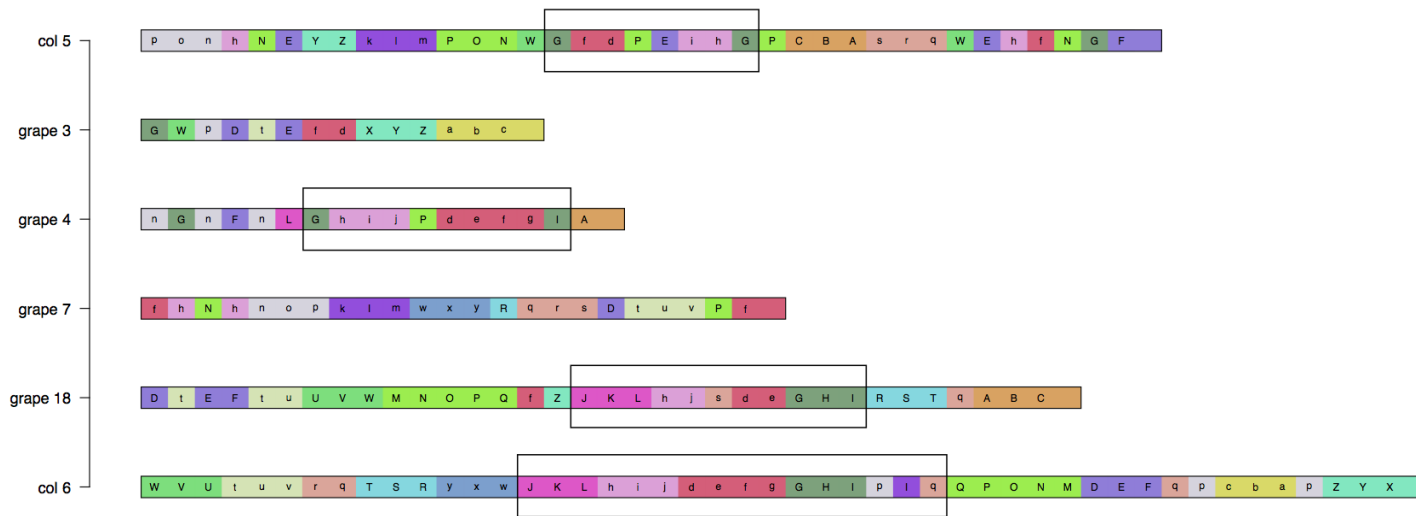 col 5 p o n h N E Y Z k l m P O N W G f d P E i h G P C B A s r q W E h f N G F
grape 3 G W p D t E f d X Y Z a b c
grape 4 n G n F n L G h i j P d e f g I A
grape 7 f h N h n o p k l m w x y R q r s D t u v P f
grape 18 D t E F t u U V W M N O P Q f Z J K L h j s d e G H I R S T q A B C
col 6 W V U t u v r q T S R y x w J K L h i j d e f g G H I p l q Q P O N M D E F q p c b a p Z Y X